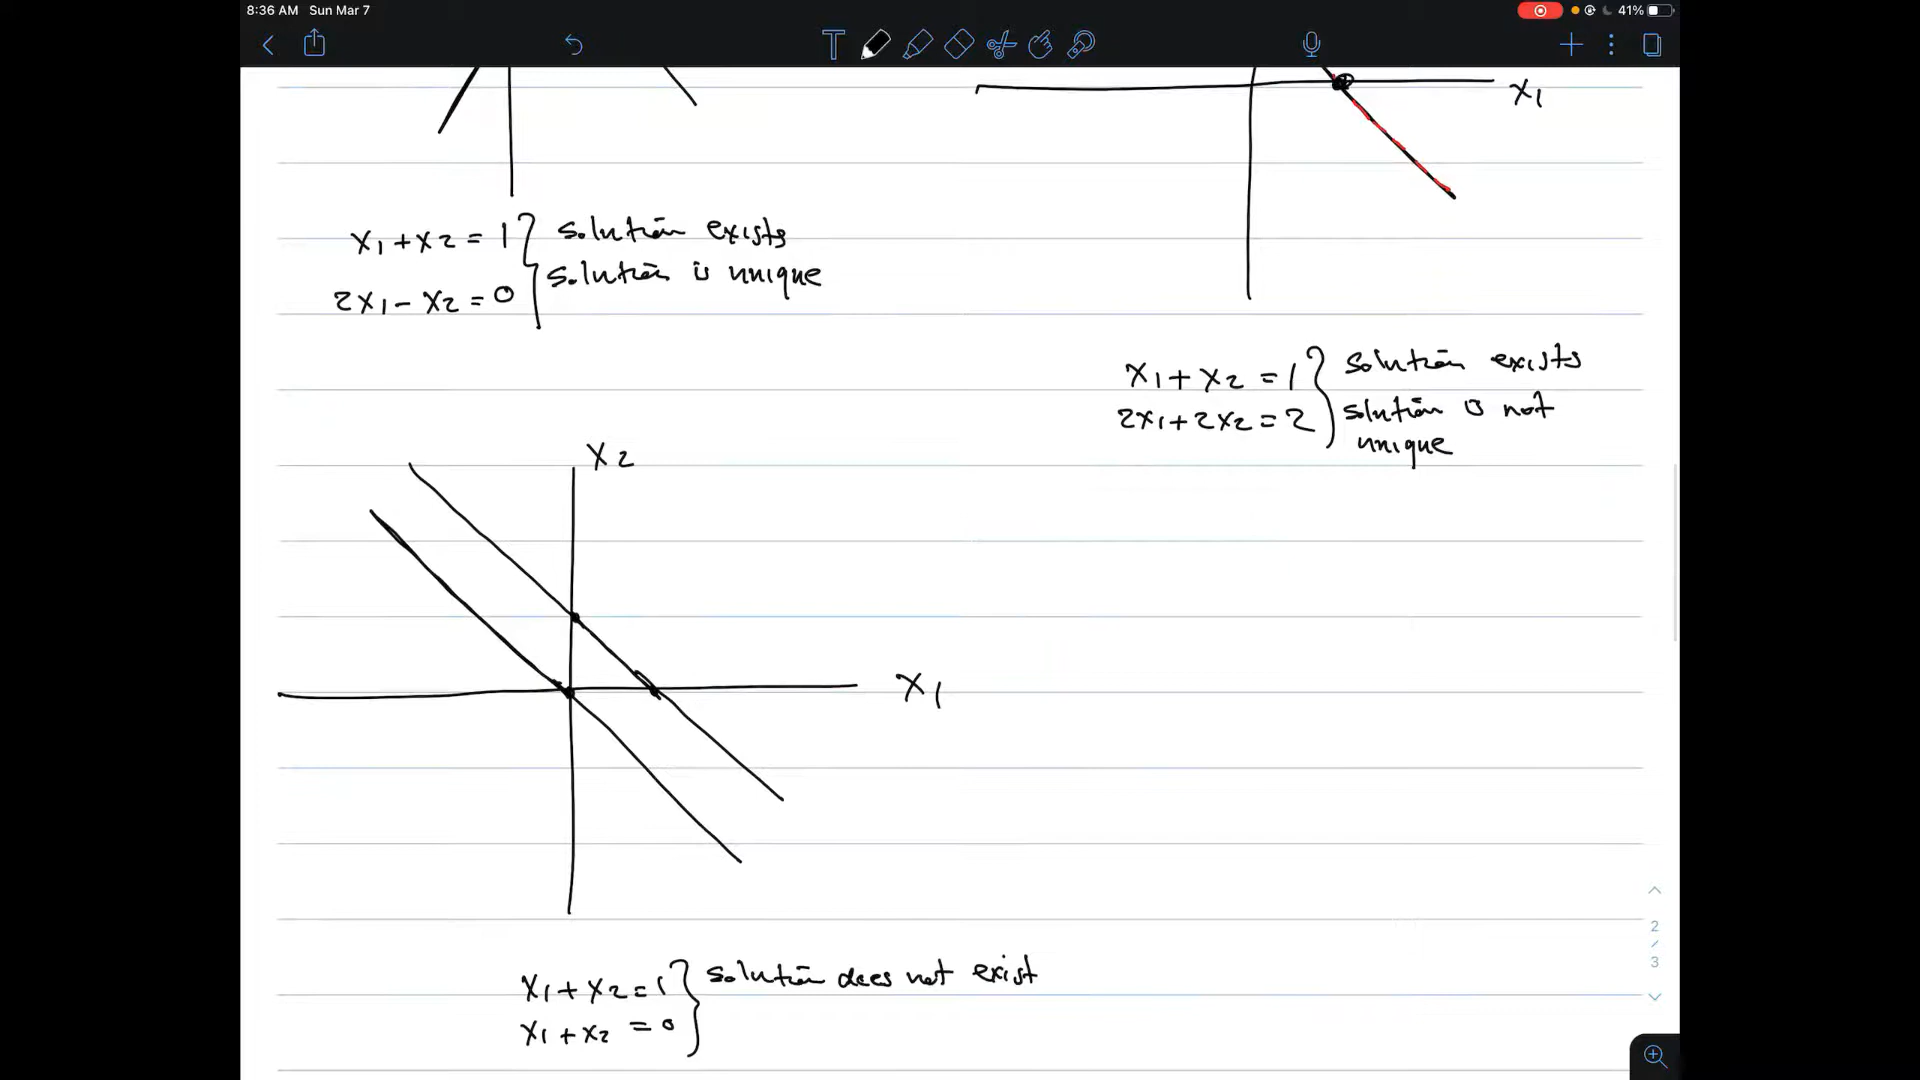 8:36 AM Sun Mar 7
41%
T
x1
x1 + x2 = 1 } solution exists
2x1 - x2 = 0 solution is unique
x1 + x2 = 1 } solution exists
2x1 + 2x2 = 2 solution is not
unique
x2
x1
2
/
3
x1 + x2 = 1 } solution does not exist
x1 + x2 = 0